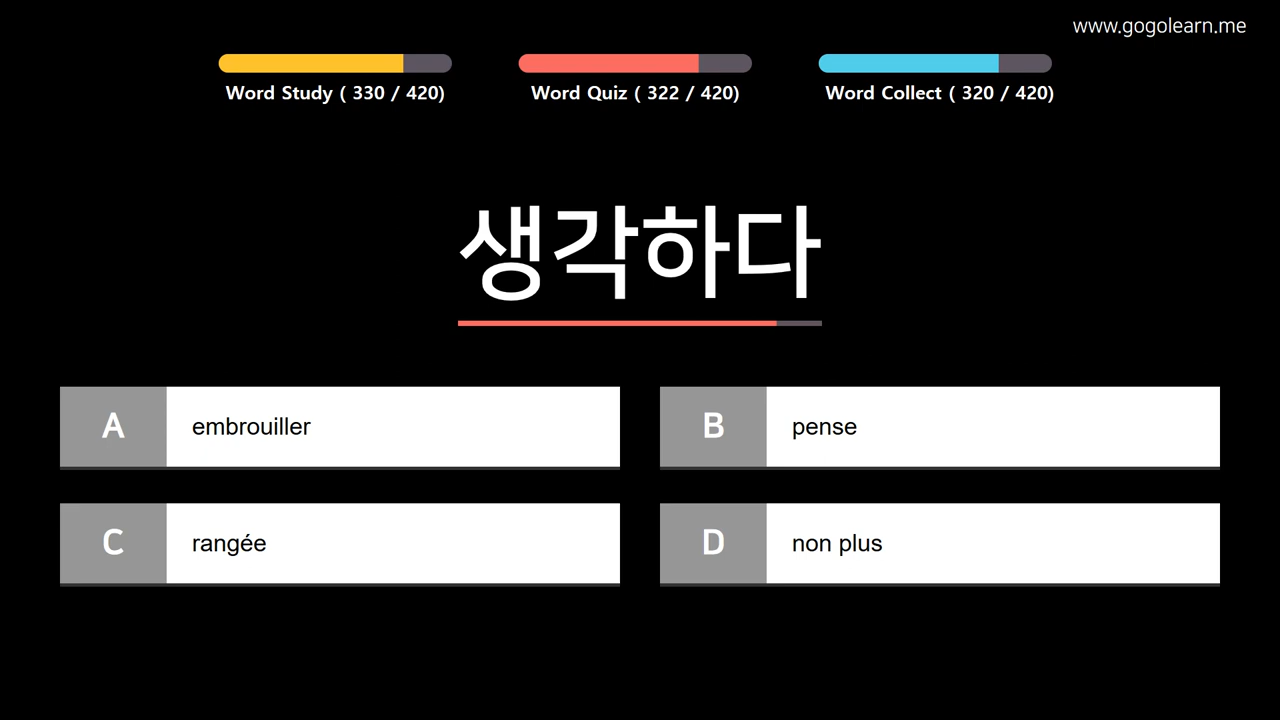 www.gogolearn.me
Word Study ( 330 / 420)
Word Quiz ( 322 / 420)
Word Collect ( 320 / 420)
생각하다
A embrouiller
B pense
C rangée
D non plus